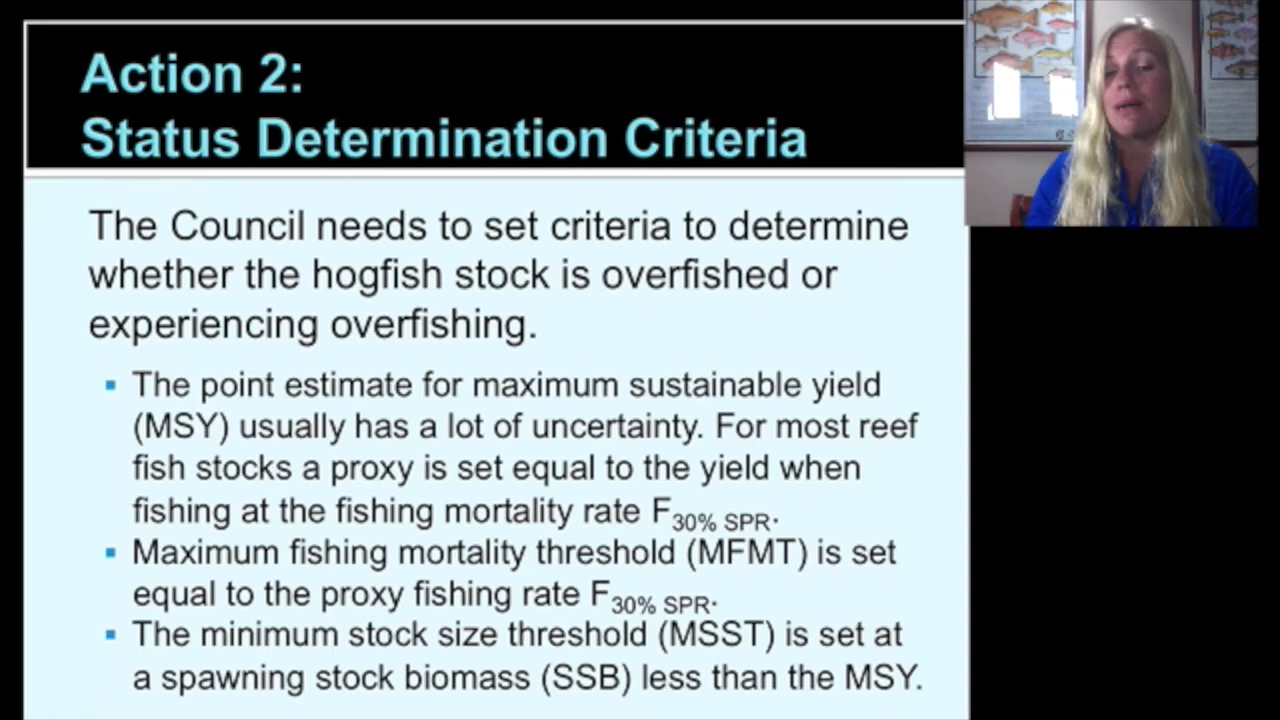 Action 2:
Status Determination Criteria
The Council needs to set criteria to determine
whether the hogfish stock is overfished or
experiencing overfishing.
▪ The point estimate for maximum sustainable yield
(MSY) usually has a lot of uncertainty. For most reef
fish stocks a proxy is set equal to the yield when
fishing at the fishing mortality rate F30% SPR.
▪ Maximum fishing mortality threshold (MFMT) is set
equal to the proxy fishing rate F30% SPR.
▪ The minimum stock size threshold (MSST) is set at
a spawning stock biomass (SSB) less than the MSY.